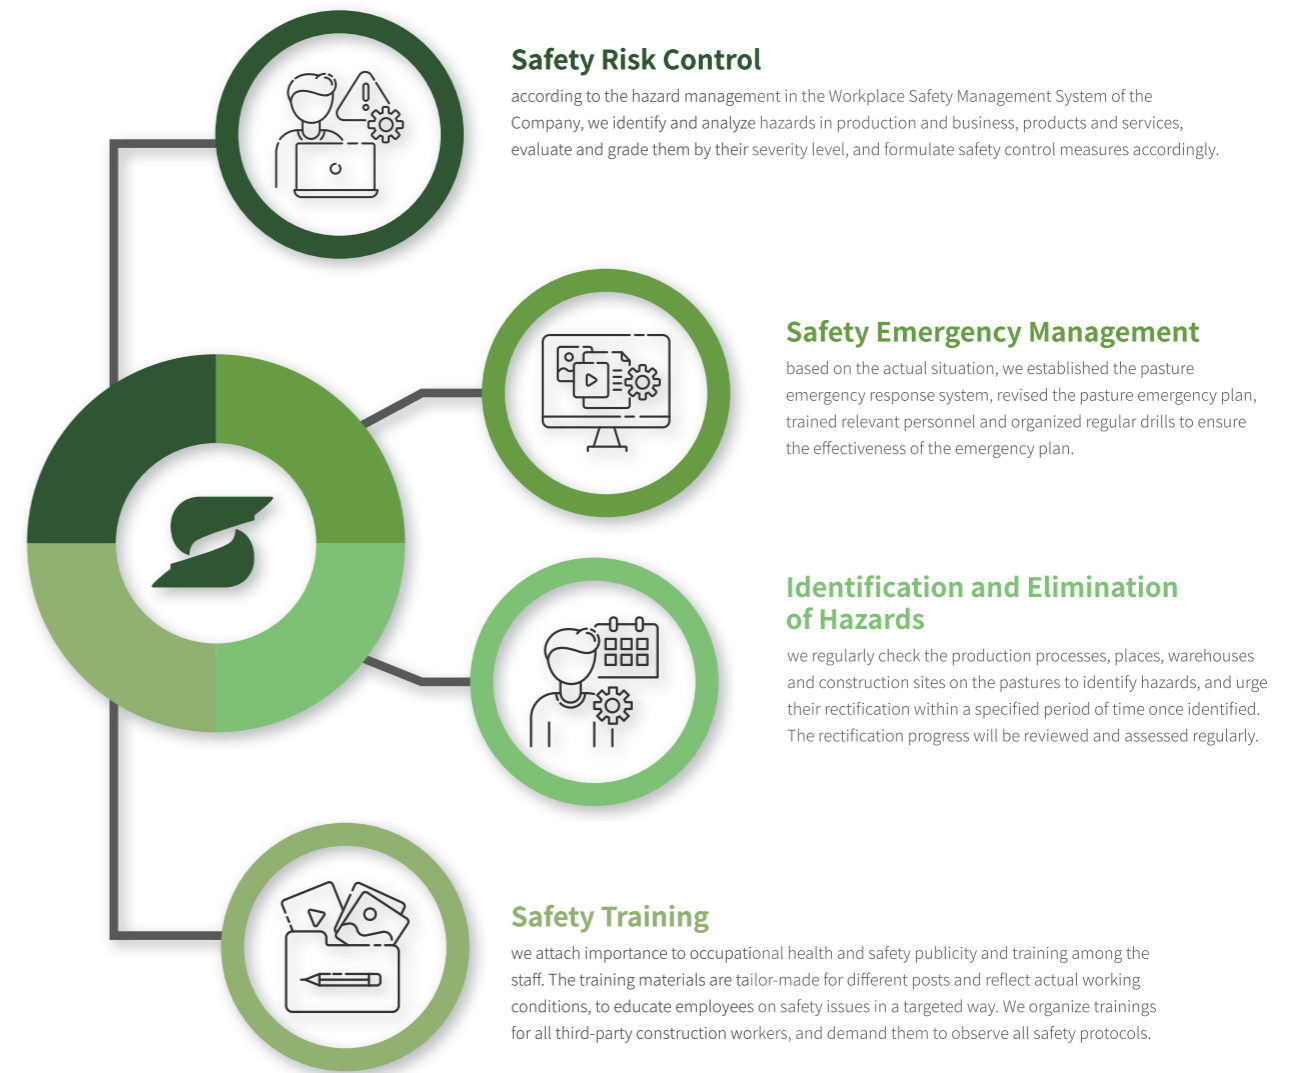 Safety Risk Control
according to the hazard management in the Workplace Safety Management System of the
Company, we identify and analyze hazards in production and business, products and services,
evaluate and grade them by their severity level, and formulate safety control measures accordingly.
Safety Emergency Management
based on the actual situation, we established the pasture
emergency response system, revised the pasture emergency plan,
trained relevant personnel and organized regular drills to ensure
the effectiveness of the emergency plan.
Identification and Elimination
of Hazards
we regularly check the production processes, places, warehouses
and construction sites on the pastures to identify hazards, and urge
their rectification within a specified period of time once identified.
The rectification progress will be reviewed and assessed regularly.
Safety Training
we attach importance to occupational health and safety publicity and training among the
staff. The training materials are tailor-made for different posts and reflect actual working
conditions, to educate employees on safety issues in a targeted way. We organize trainings
for all third-party construction workers, and demand them to observe all safety protocols.